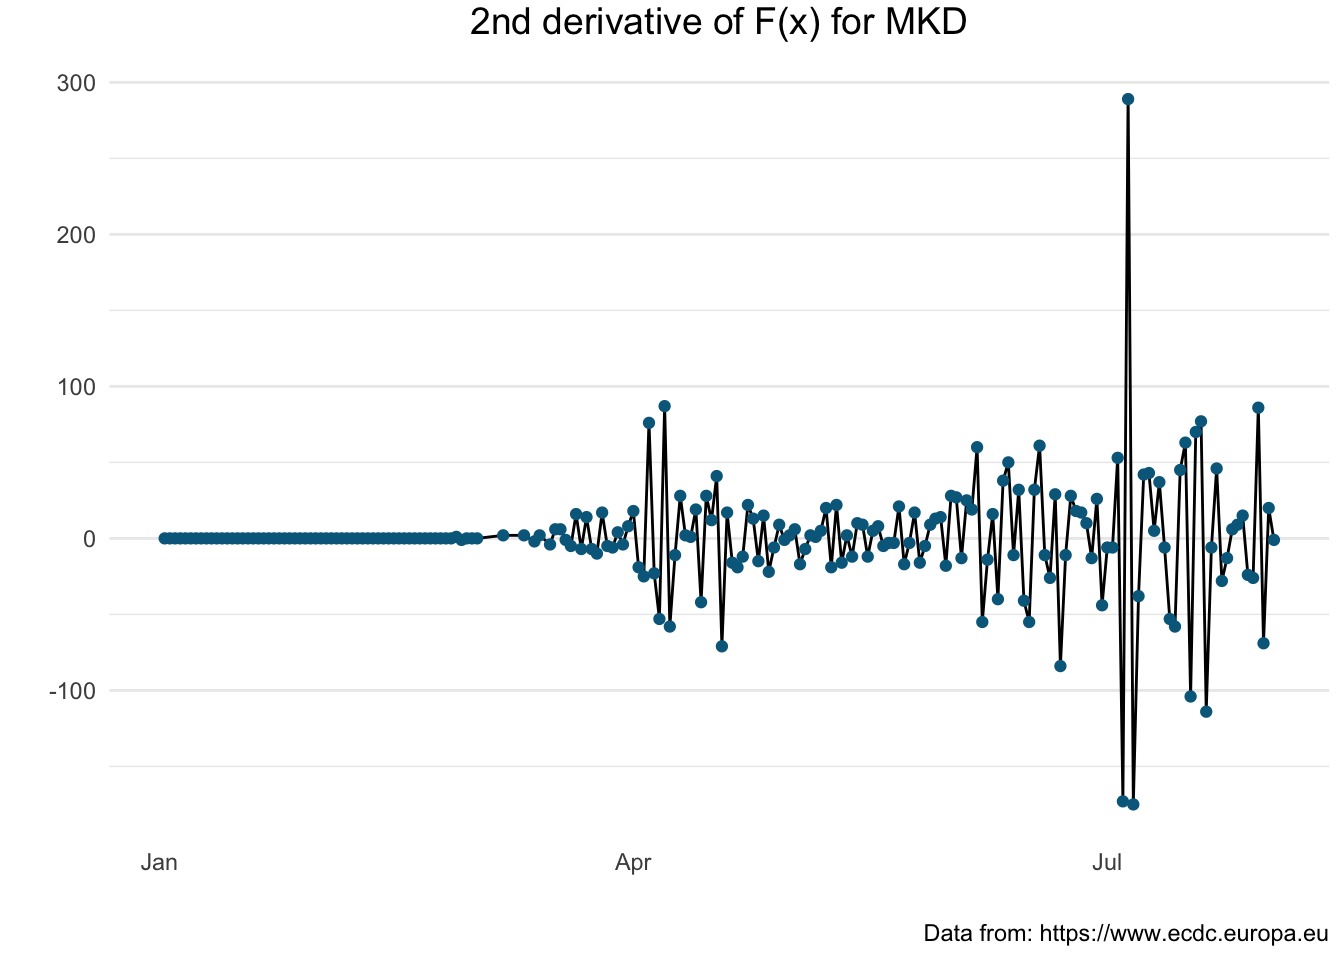 2nd derivative of F(x) for MKD
300
200
100
0
-100
Jan Apr Jul
Data from: https://www.ecdc.europa.eu